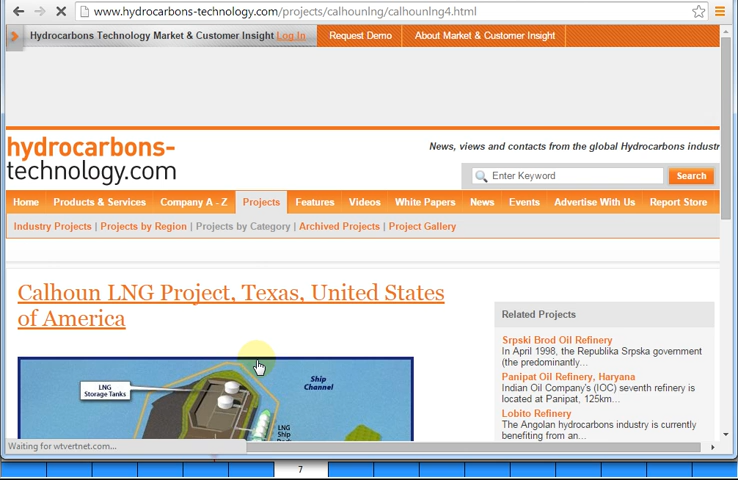 www.hydrocarbons-technology.com/projects/calhounlng/calhounlng4.html
Hydrocarbons Technology Market & Customer Insight Log In Request Demo About Market & Customer Insight
hydrocarbons-
technology.com
News, views and contacts from the global Hydrocarbons industr
Enter Keyword Search
Home Products & Services Company A - Z Projects Features Videos White Papers News Events Advertise With Us Report Store
Industry Projects | Projects by Region | Projects by Category | Archived Projects | Project Gallery
Calhoun LNG Project, Texas, United States
of America
Related Projects
Srpski Brod Oil Refinery
In April 1998, the Republika Srpska government
(the predominantly...
Panipat Oil Refinery, Haryana
Indian Oil Company's (IOC) seventh refinery is
located at Panipat, 125km...
Lobito Refinery
The Angolan hydrocarbons industry is currently
benefiting from an...
LNG
Storage Tanks
Ship
Channel
LNG
Ship
Waiting for wtvertnet.com...
7